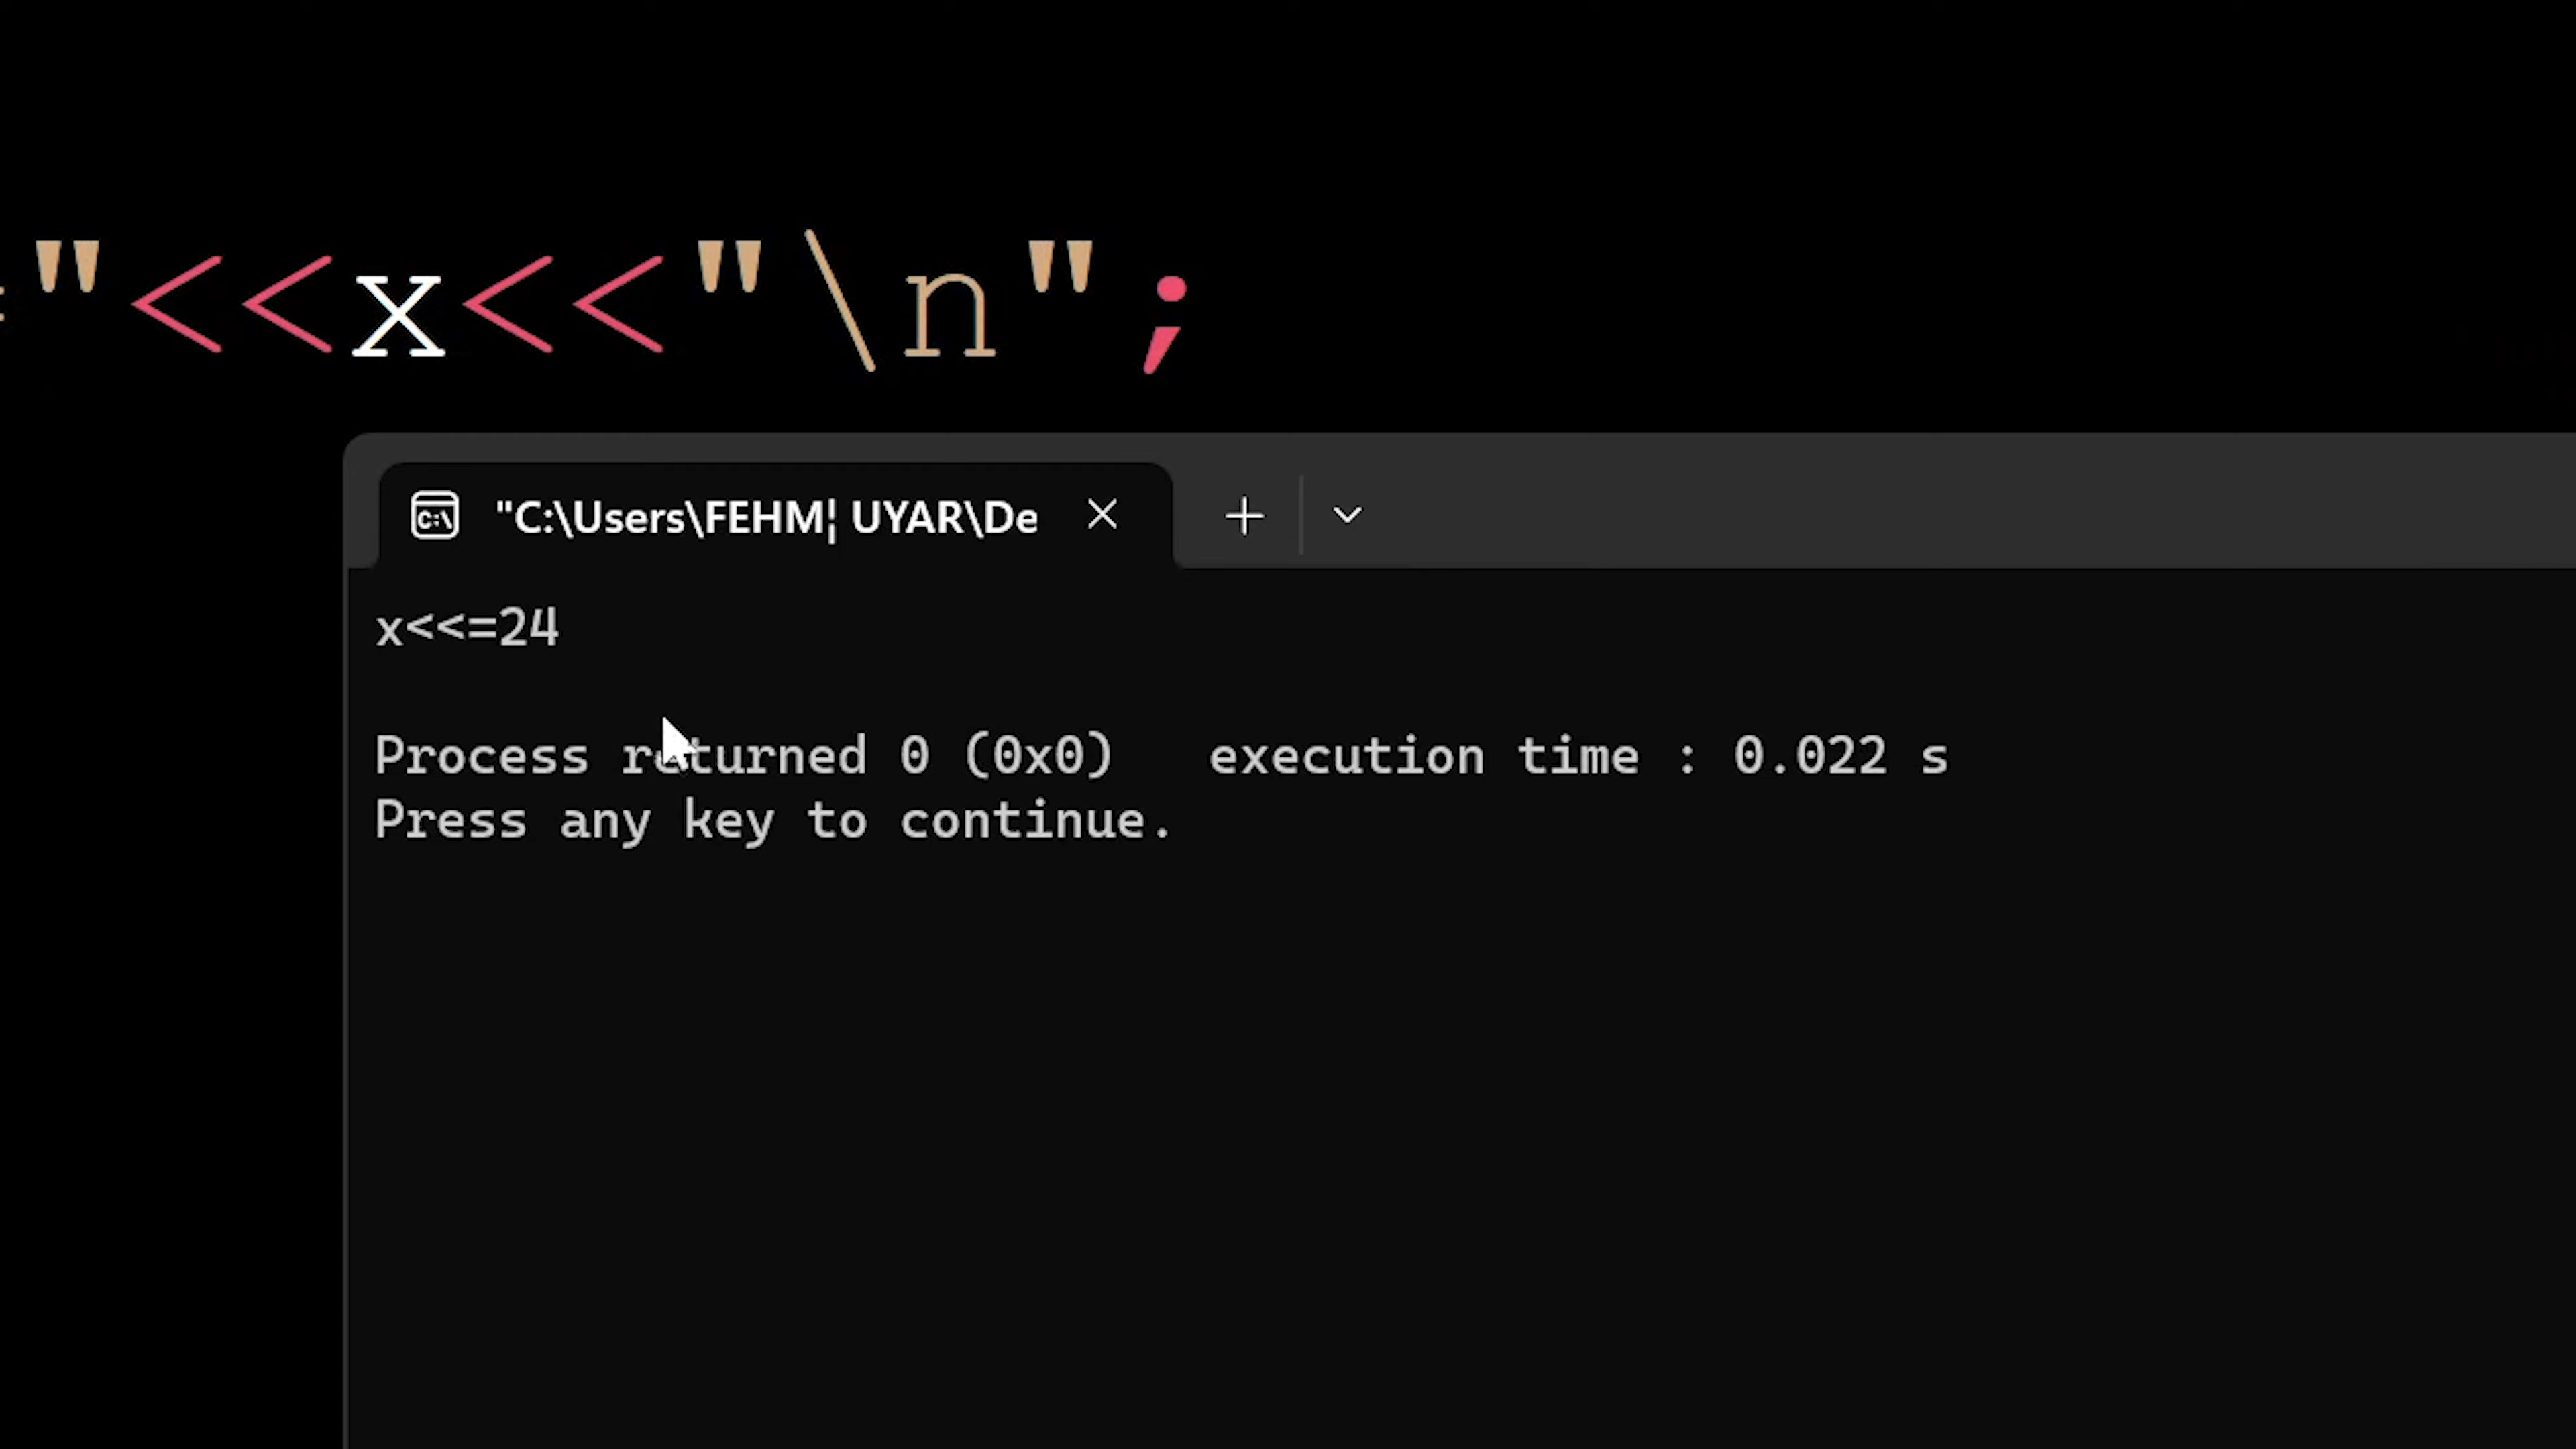 ="<<x<<"\n";
"C:\Users\FEHM¦ UYAR\De
x<<=24
Process returned 0 (0x0)   execution time : 0.022 s
Press any key to continue.